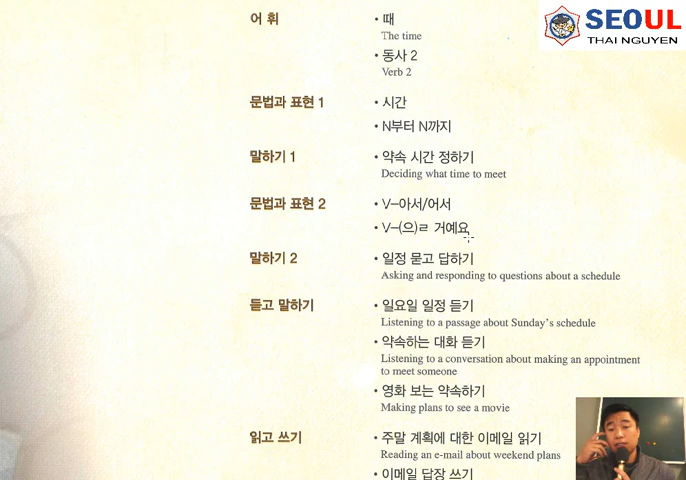 SEOUL
THAI NGUYEN
어휘
• 때
The time
• 동사 2
Verb 2
문법과 표현 1
• 시간
• N부터 N까지
말하기 1
• 약속 시간 정하기
Deciding what time to meet
문법과 표현 2
• V-아서/어서
• V-(으)ㄹ 거예요
말하기 2
• 일정 묻고 답하기
Asking and responding to questions about a schedule
듣고 말하기
• 일요일 일정 듣기
Listening to a passage about Sunday's schedule
• 약속하는 대화 듣기
Listening to a conversation about making an appointment
to meet someone
• 영화 보는 약속하기
Making plans to see a movie
읽고 쓰기
• 주말 계획에 대한 이메일 읽기
Reading an e-mail about weekend plans
• 이메일 답장 쓰기